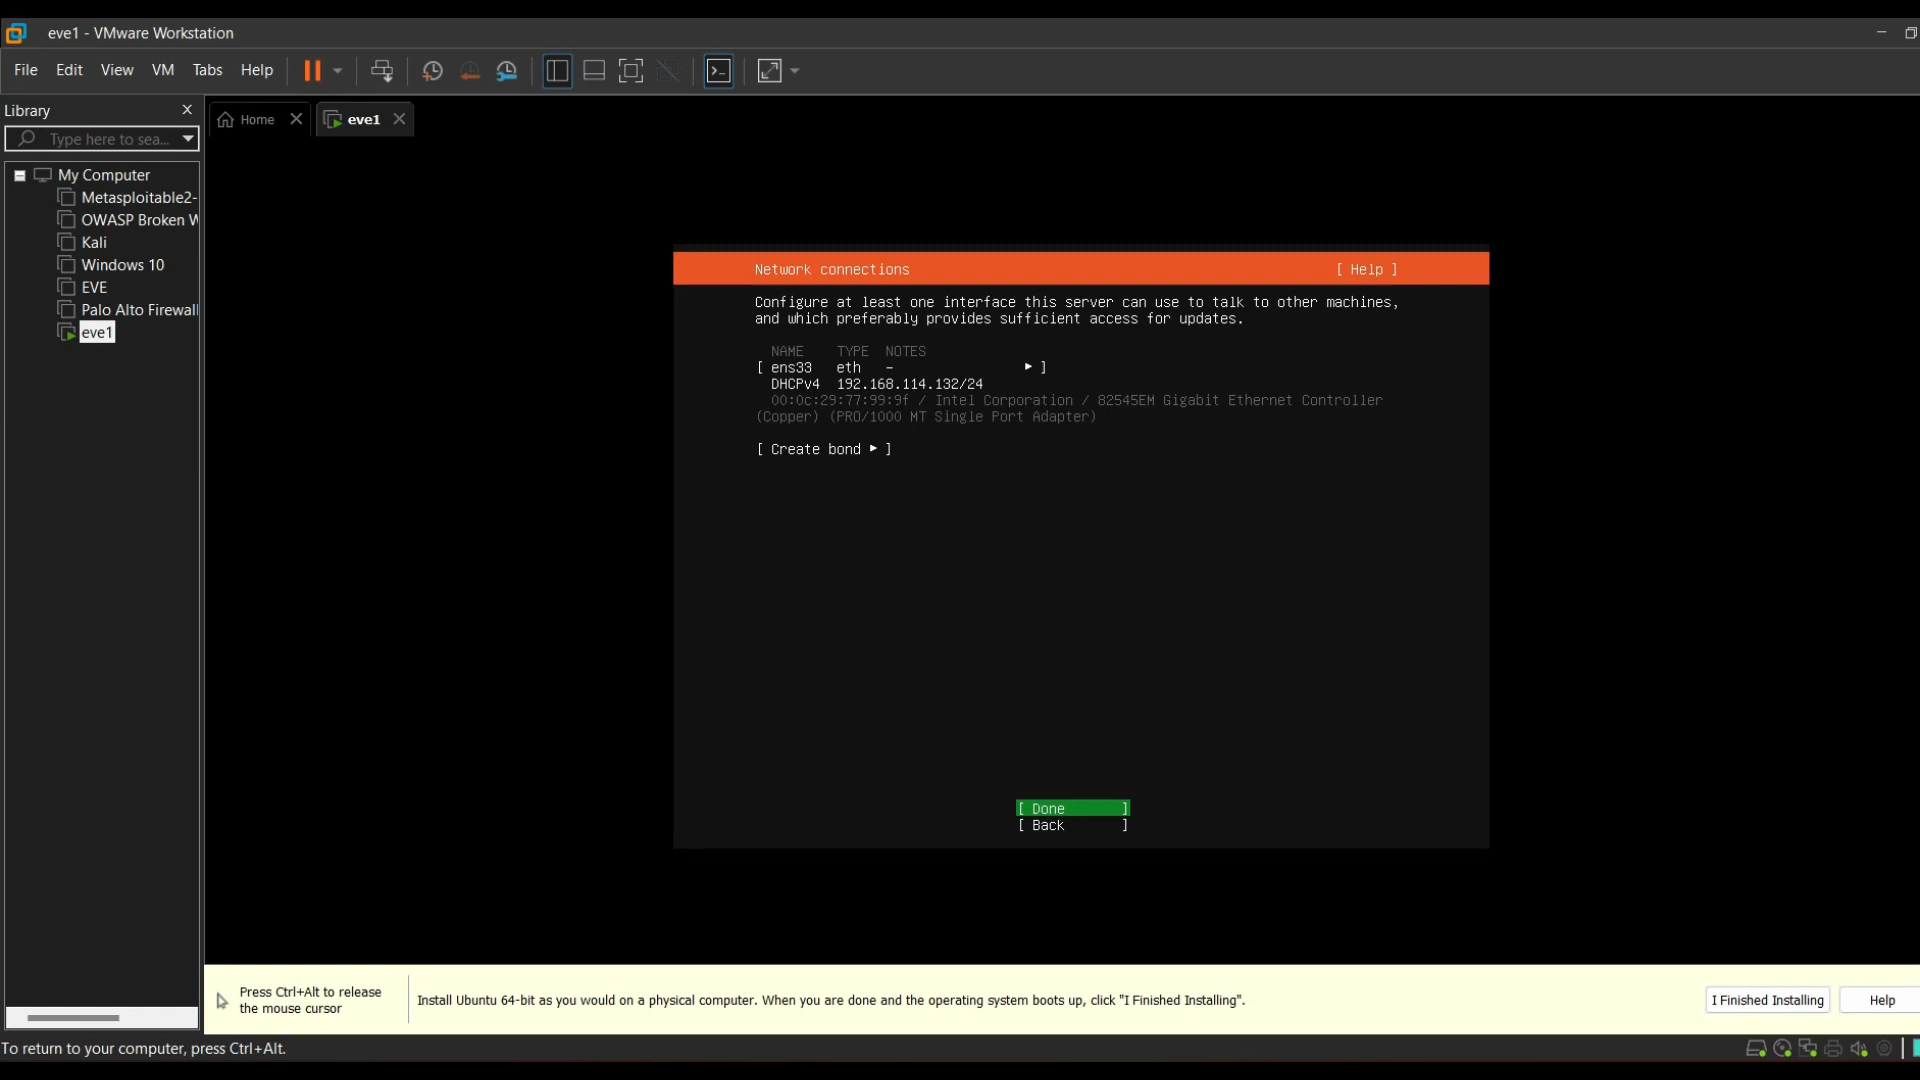 eve1 - VMware Workstation
File Edit View VM Tabs Help
Library
Type here to sea...
Home
eve1
My Computer
Metasploitable2-
OWASP Broken W
Kali
Windows 10
EVE
Palo Alto Firewall
eve1
Network connections [ Help ]
Configure at least one interface this server can use to talk to other machines,
and which preferably provides sufficient access for updates.
NAME TYPE NOTES
[ ens33 eth - ▸ ]
DHCPv4 192.168.114.132/24
00:0c:29:77:99:9f / Intel Corporation / 82545EM Gigabit Ethernet Controller
(Copper) (PRO/1000 MT Single Port Adapter)
[ Create bond ▸ ]
[ Done ]
[ Back ]
Press Ctrl+Alt to release
the mouse cursor
Install Ubuntu 64-bit as you would on a physical computer. When you are done and the operating system boots up, click "I Finished Installing".
I Finished Installing
Help
To return to your computer, press Ctrl+Alt.